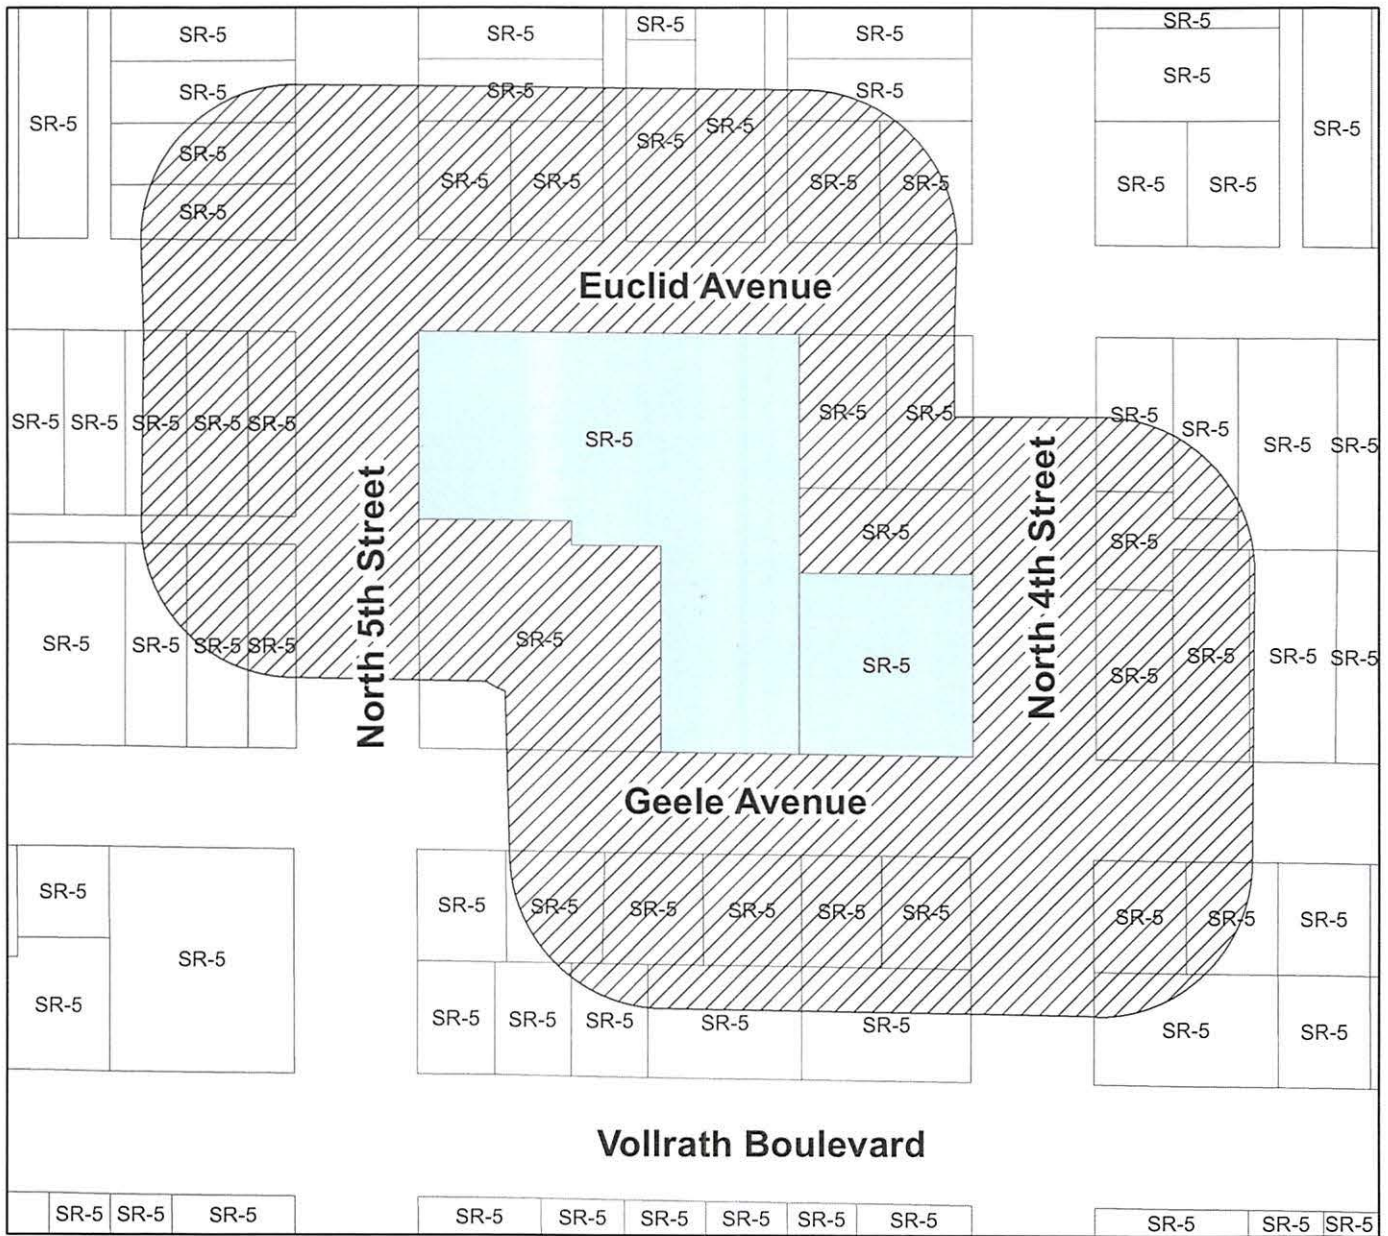 SR-5 SR-5 SR-5 SR-5 SR-5
SR-5
SR-5 SR-5 SR-5
SR-5 SR-5 SR-5 SR-5
SR-5 SR-5
SR-5 SR-5 SR-5 SR-5 SR-5 SR-5
SR-5
Euclid Avenue
SR-5 SR-5 SR-5 SR-5 SR-5 SR-5 SR-5 SR-5 SR-5 SR-5 SR-5 SR-5
North 5th Street
North 4th Street
SR-5 SR-5
SR-5 SR-5 SR-5 SR-5 SR-5 SR-5 SR-5 SR-5 SR-5 SR-5
Geele Avenue
SR-5 SR-5 SR-5 SR-5 SR-5 SR-5 SR-5 SR-5 SR-5 SR-5
SR-5
SR-5 SR-5 SR-5 SR-5 SR-5 SR-5 SR-5 SR-5
Vollrath Boulevard
SR-5 SR-5 SR-5 SR-5 SR-5 SR-5 SR-5 SR-5 SR-5 SR-5 SR-5 SR-5